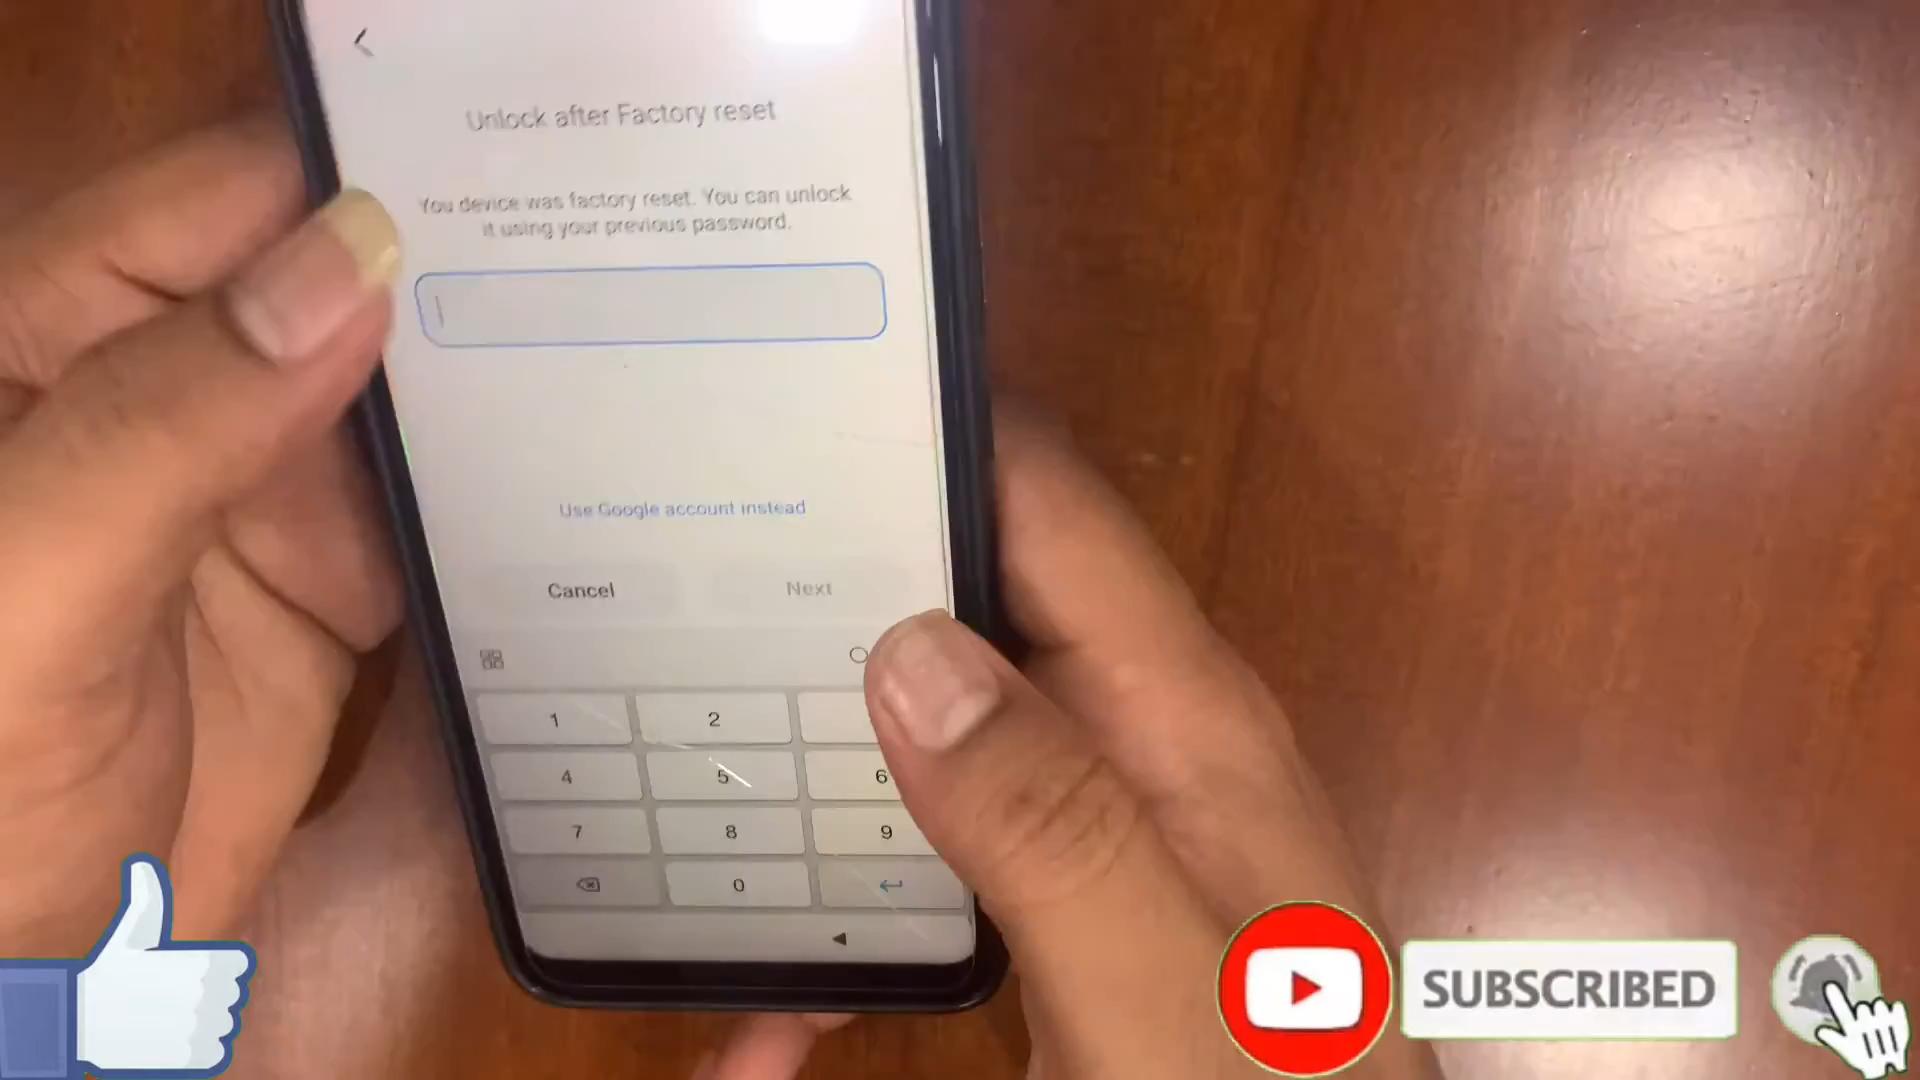 Unlock after Factory reset
You device was factory reset. You can unlock
it using your previous password.
Use Google account instead
Cancel
Next
1
2
4
5
6
7
8
9
0
SUBSCRIBED